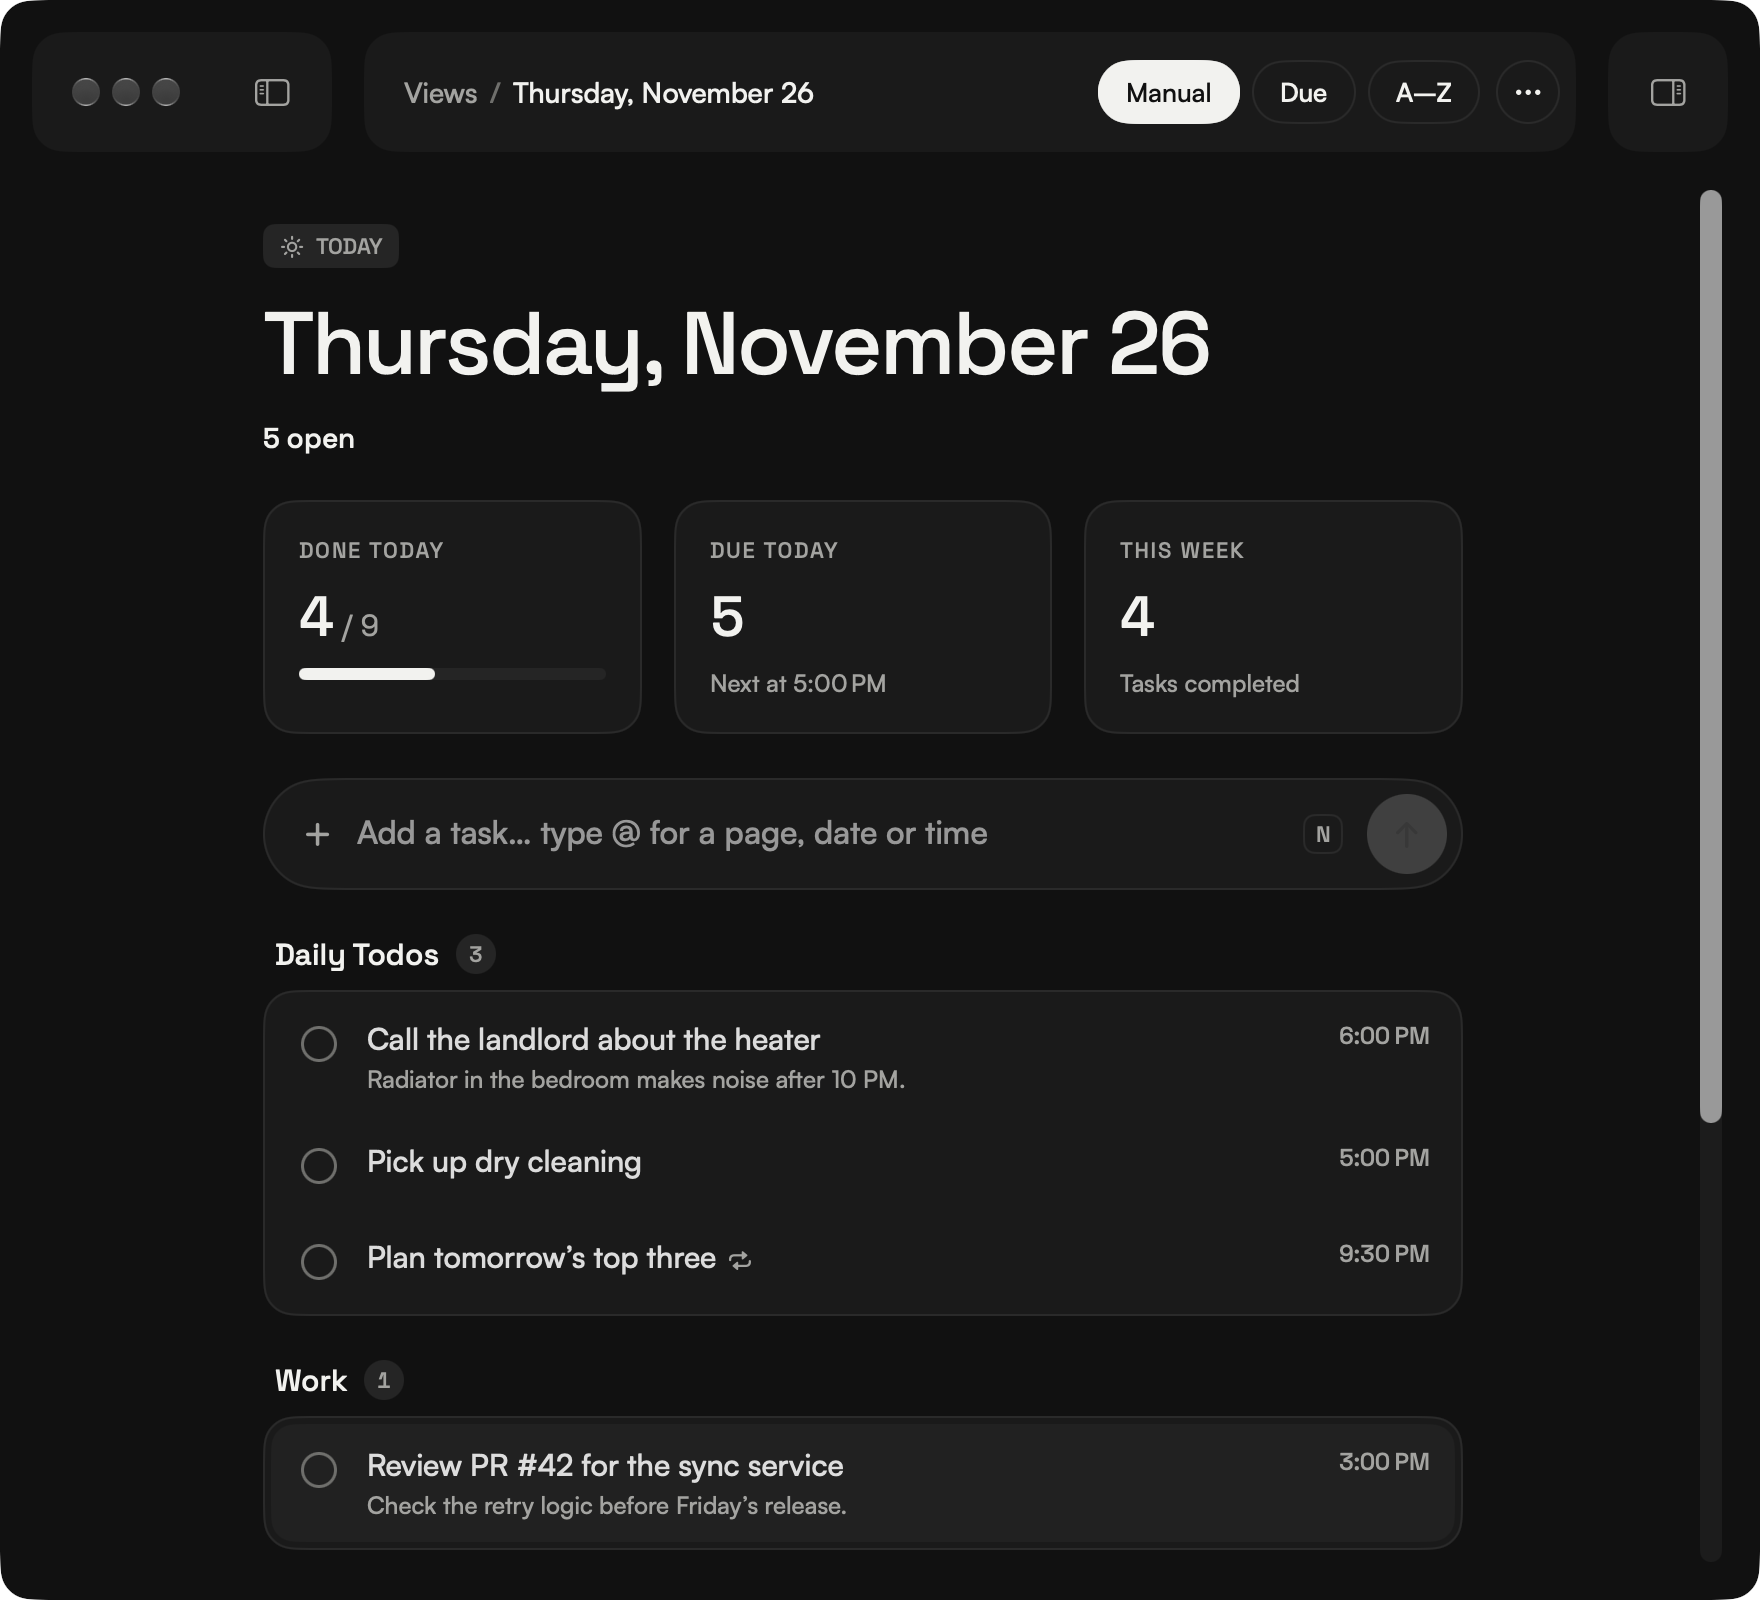 Views / Thursday, November 26
Manual
Due
A—Z
TODAY
Thursday, November 26
5 open
DONE TODAY
4 / 9
DUE TODAY
5
Next at 5:00 PM
THIS WEEK
4
Tasks completed
Add a task... type @ for a page, date or time
N
Daily Todos 3
Call the landlord about the heater 6:00 PM
Radiator in the bedroom makes noise after 10 PM.
Pick up dry cleaning 5:00 PM
Plan tomorrow’s top three 9:30 PM
Work 1
Review PR #42 for the sync service 3:00 PM
Check the retry logic before Friday’s release.